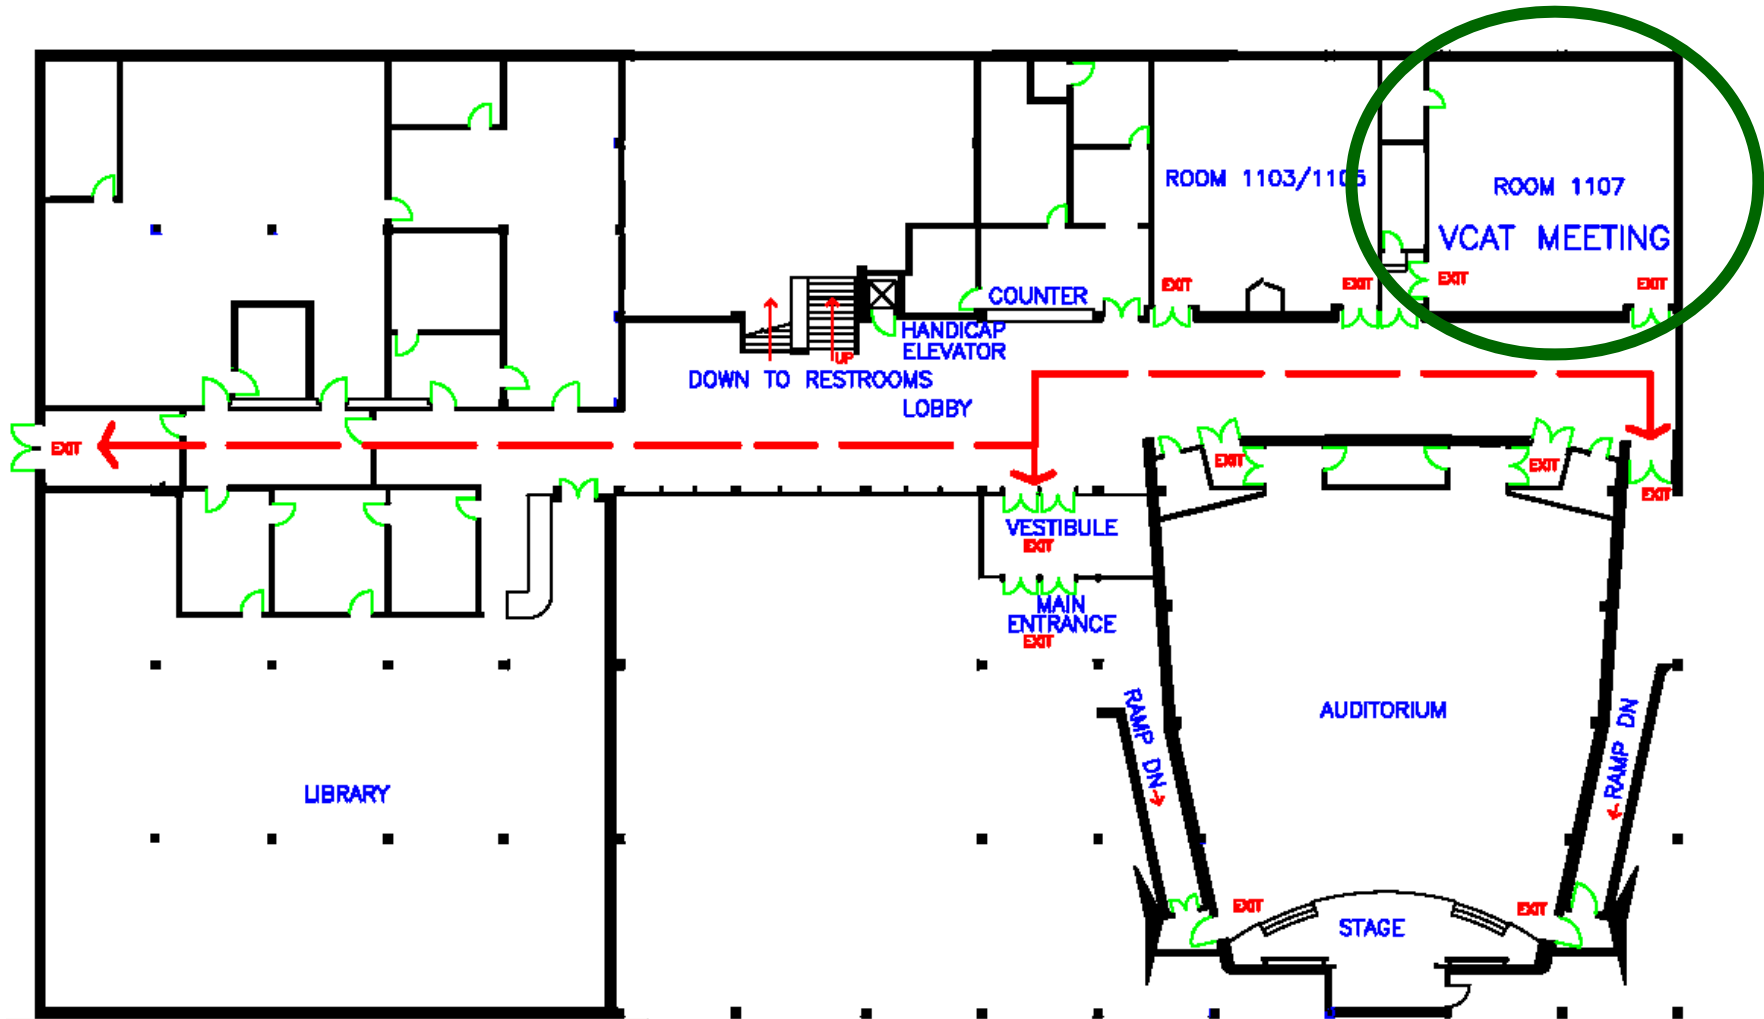 ROOM 1103/1105
ROOM 1107
VCAT MEETING
EXIT
EXIT
EXIT
EXIT
COUNTER
HANDICAP
ELEVATOR
UP
DOWN TO RESTROOMS
LOBBY
EXIT
EXIT
EXIT
EXIT
VESTIBULE
EXIT
MAIN
ENTRANCE
EXIT
RAMP DN
AUDITORIUM
RAMP DN
LIBRARY
EXIT
EXIT
STAGE